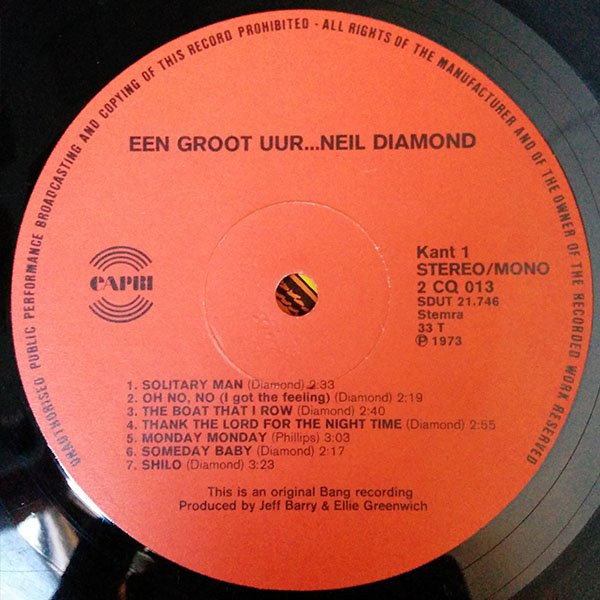 UNAUTHORISED PUBLIC PERFORMANCE BROADCASTING AND COPYING OF THIS RECORD PROHIBITED - ALL RIGHTS OF THE MANUFACTURER AND OF THE OWNER OF THE RECORDED WORK RESERVED
EEN GROOT UUR...NEIL DIAMOND
CAPRI
Kant 1
STEREO/MONO
2 CQ 013
SDUT 21.746
Stemra
33 T
Ⓟ 1973
1. SOLITARY MAN (Diamond) 2:33
2. OH NO, NO (I got the feeling) (Diamond) 2:19
3. THE BOAT THAT I ROW (Diamond) 2:40
4. THANK THE LORD FOR THE NIGHT TIME (Diamond) 2:55
5. MONDAY MONDAY (Phillips) 3:03
6. SOMEDAY BABY (Diamond) 2:17
7. SHILO (Diamond) 3:23
This is an original Bang recording
Produced by Jeff Barry & Ellie Greenwich